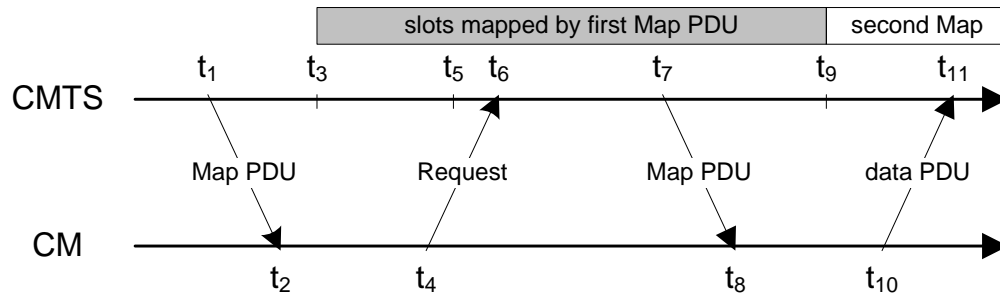 slots mapped by first Map PDU second Map
t1 t3 t5 t6 t7 t9 t11
CMTS
Map PDU Request Map PDU data PDU
CM
t2 t4 t8 t10